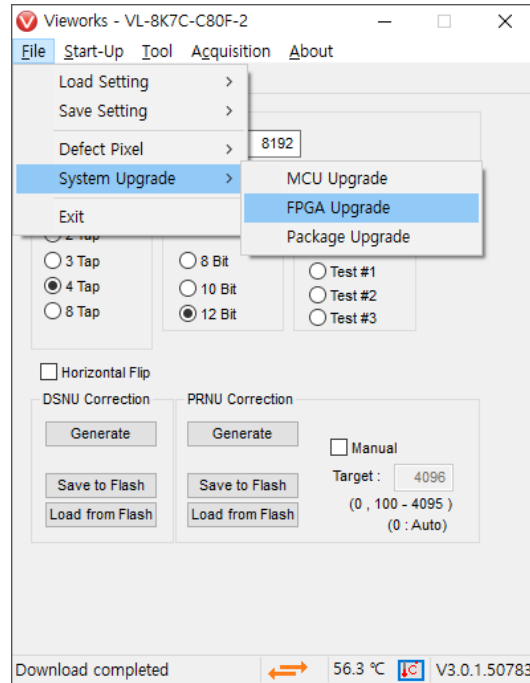 Vieworks - VL-8K7C-C80F-2
File Start-Up Tool Acquisition About
Load Setting
Save Setting
Defect Pixel
System Upgrade
Exit
8192
MCU Upgrade
FPGA Upgrade
Package Upgrade
3 Tap
4 Tap
8 Tap
8 Bit
10 Bit
12 Bit
Test #1
Test #2
Test #3
Horizontal Flip
DSNU Correction
Generate
Save to Flash
Load from Flash
PRNU Correction
Generate
Save to Flash
Load from Flash
Manual
Target : 4096
(0 , 100 - 4095 )
(0 : Auto)
Download completed 56.3 ℃ V3.0.1.50783